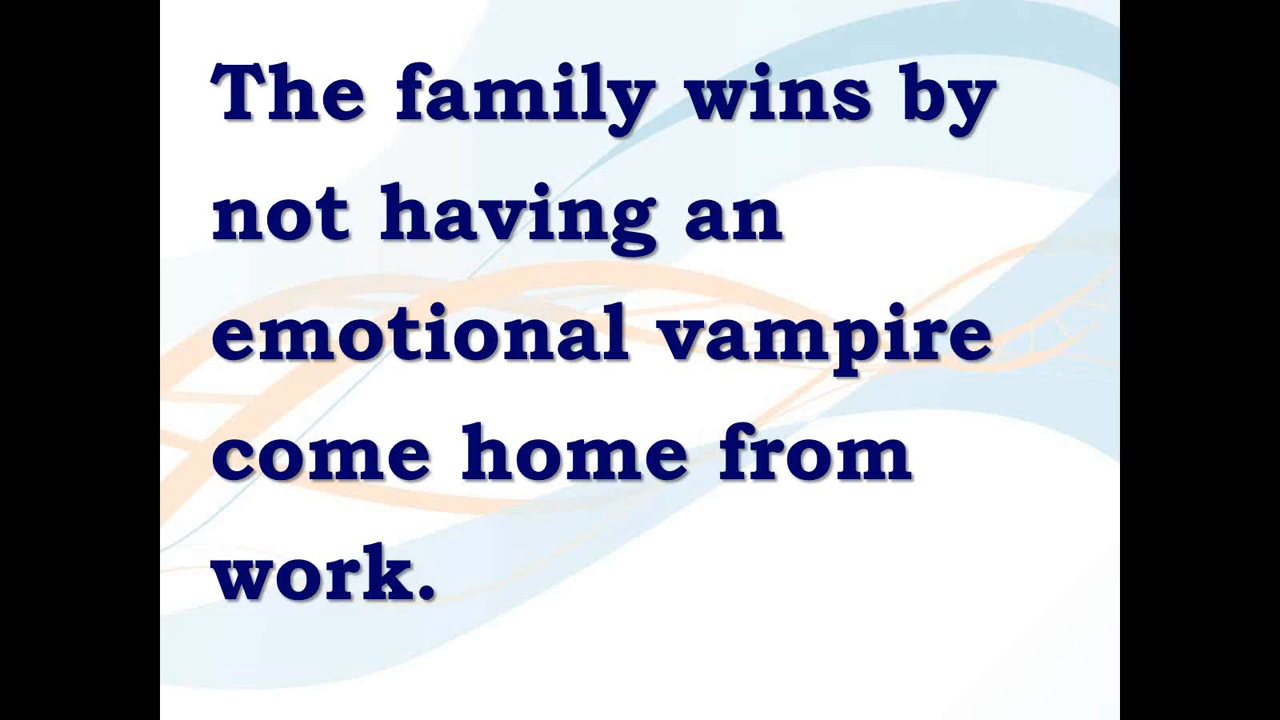 The family wins by
not having an
emotional vampire
come home from
work.